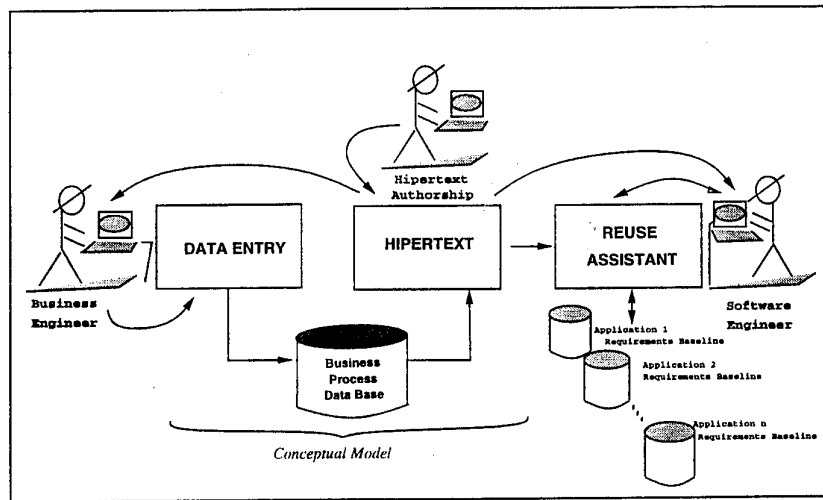 Hipertext
Authorship
DATA ENTRY
HIPERTEXT
REUSE
ASSISTANT
Business
Engineer
Software
Engineer
Business
Process
Data Base
Application 1
Requirements Baseline
Application 2
Requirements Baseline
Application n
Requirements Baseline
Conceptual Model